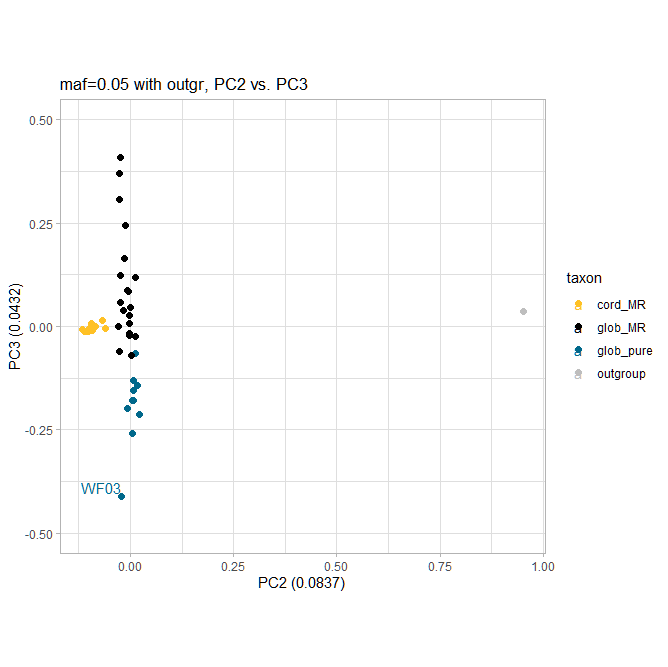 maf=0.05 with outgr, PC2 vs. PC3
0.50
0.25
0.00
-0.25
-0.50
PC3 (0.0432)
WF03
0.00
0.25
0.50
0.75
1.00
PC2 (0.0837)
taxon
a cord_MR
a glob_MR
a glob_pure
a outgroup